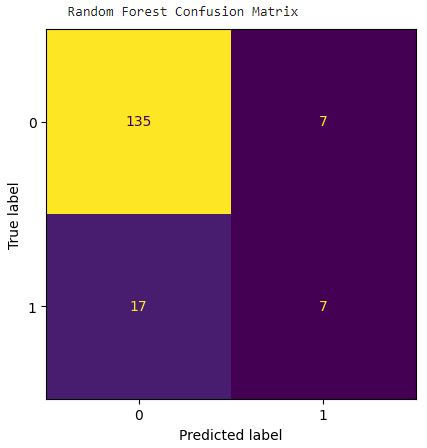 Random Forest Confusion Matrix
0
135
7
True label
1
17
7
0
1
Predicted label